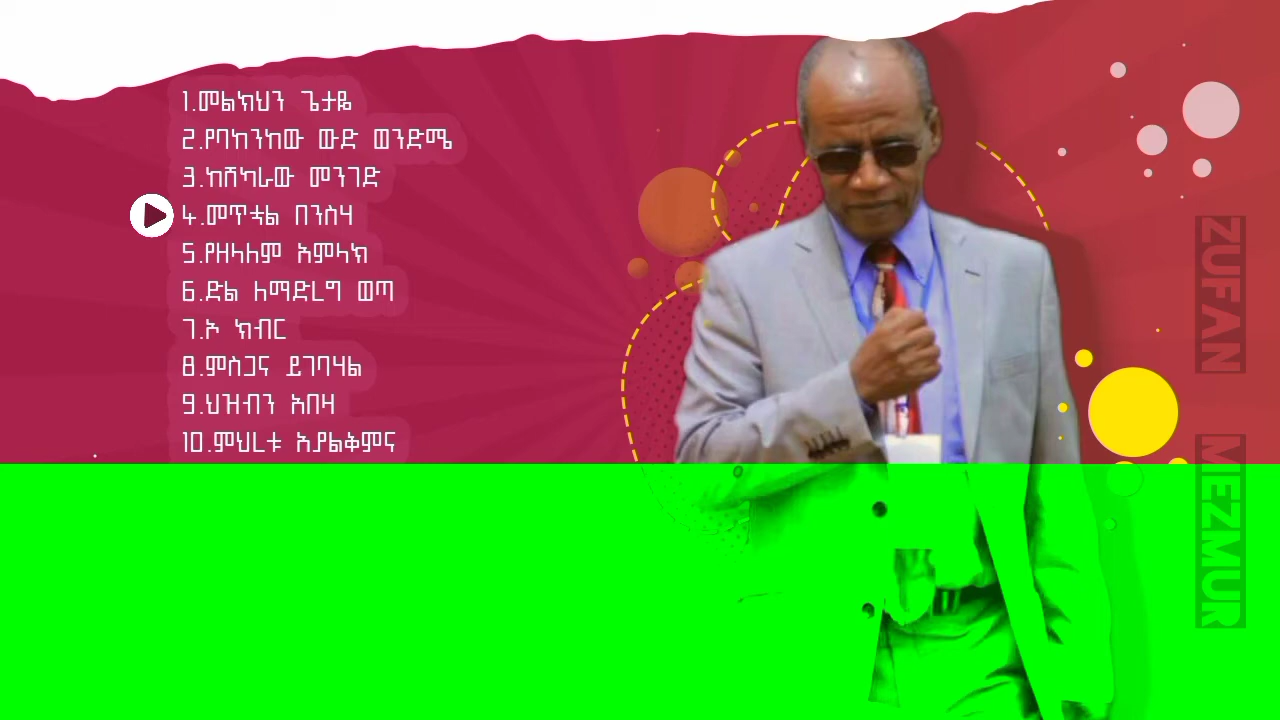 1.መልክህን ጌታዬ
2.የባከንከው ውድ ወንድሜ
3.ከሸካራው መንገድ
4.መጥቷል በንስሃ
5.የዘላለም አምላክ
6.ድል ለማድረግ ወጣ
7.ኦ ክብር
8.ምስጋና ይገባሃል
9.ህዝብን አበዛ
10.ምህረቱ አያልቅምና
ZUFAN MEZMUR